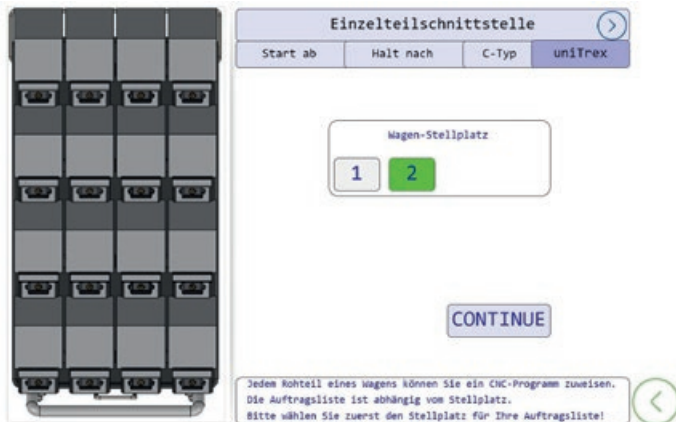 Einzelteilschnittstelle
Start ab Halt nach C-Typ uniTrex
Wagen-Stellplatz
1 2
CONTINUE
Jedem Rohteil eines Wagens können Sie ein CNC-Programm zuweisen.
Die Auftragsliste ist abhängig vom Stellplatz.
Bitte wählen Sie zuerst den Stellplatz für Ihre Auftragsliste!